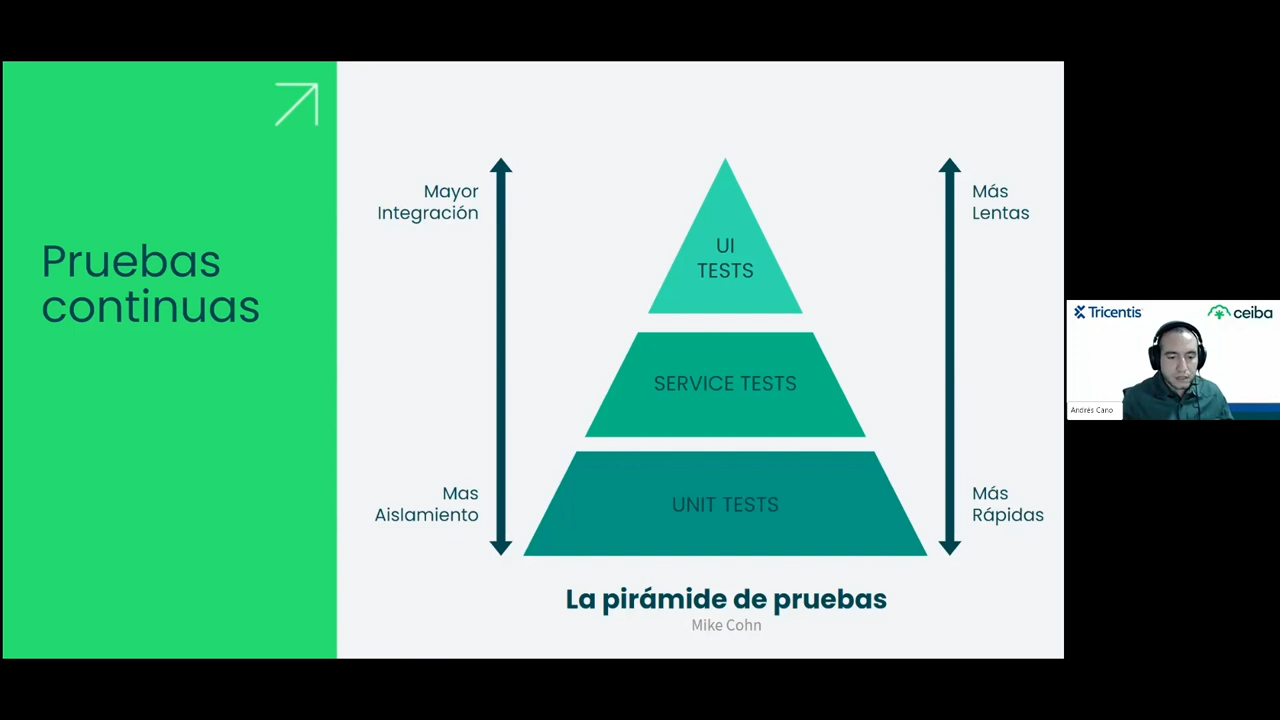 Pruebas
continuas
Mayor
Integración
Más
Lentas
UI
TESTS
SERVICE TESTS
Mas
Aislamiento
UNIT TESTS
Más
Rápidas
La pirámide de pruebas
Mike Cohn
Tricentis
ceiba
Andrés Cano